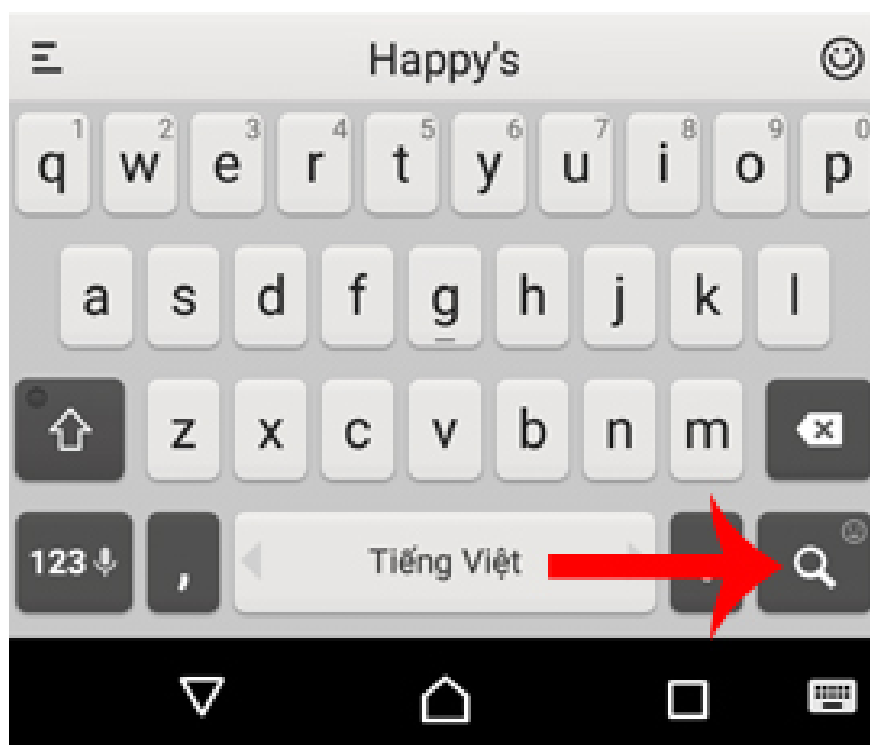 Happy's
1 2 3 4 5 6 7 8 9 0
q w e r t y u i o p
a s d f g h j k l
z x c v b n m
123 , Tiếng Việt